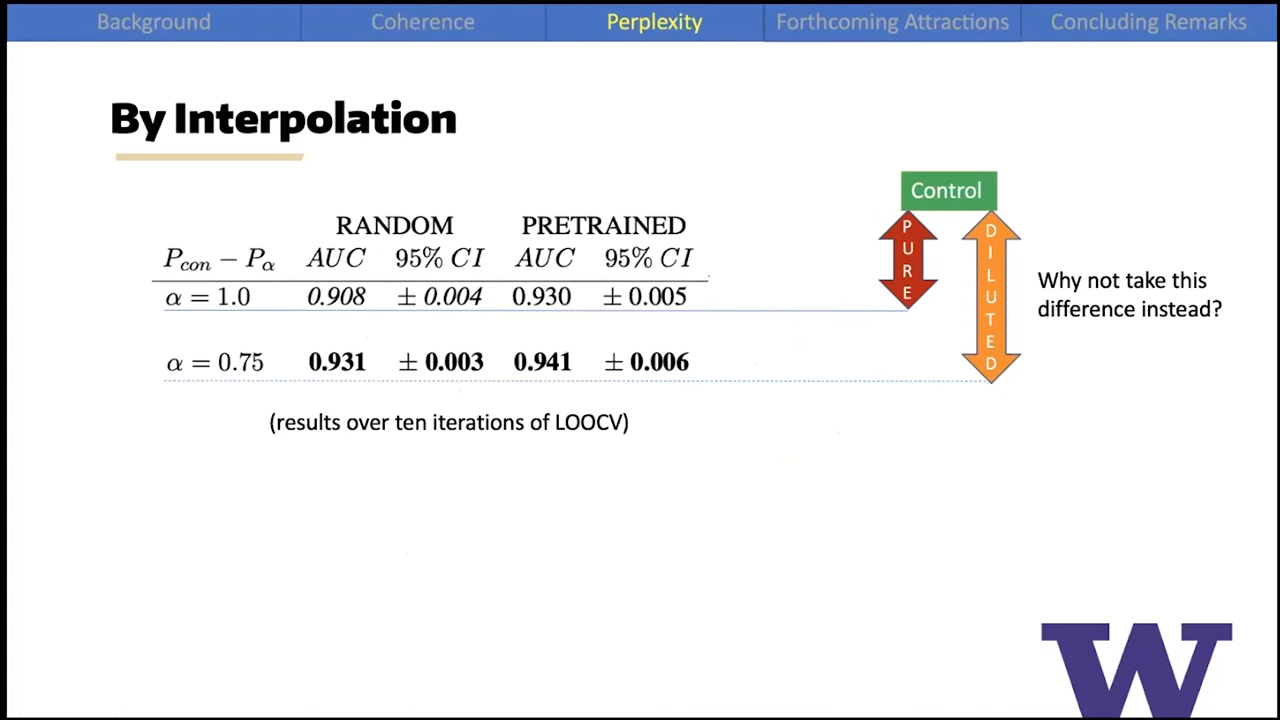 Background Coherence Perplexity Forthcoming Attractions Concluding Remarks
By Interpolation
RANDOM PRETRAINED
P_con − P_α AUC 95% CI AUC 95% CI
α = 1.0 0.908 ± 0.004 0.930 ± 0.005
α = 0.75 0.931 ± 0.003 0.941 ± 0.006
(results over ten iterations of LOOCV)
Control
PURE
DILUTED
Why not take this
difference instead?
W